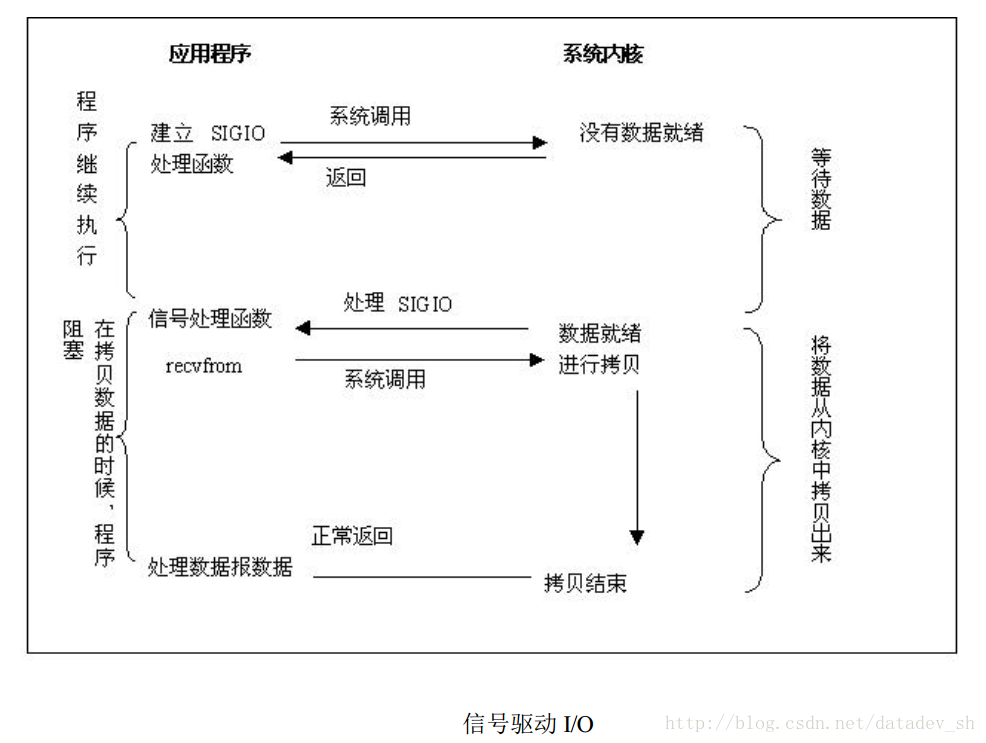 应用程序
系统内核
程序继续执行
建立 SIGIO
处理函数
系统调用
返回
没有数据就绪
等待数据
在拷贝数据的时候，程序
阻塞
信号处理函数
处理 SIGIO
数据就绪
recvfrom
系统调用
进行拷贝
将数据从内核中拷贝出来
正常返回
处理数据报数据
拷贝结束
信号驱动 I/O
http://blog.csdn.net/datadev_sh